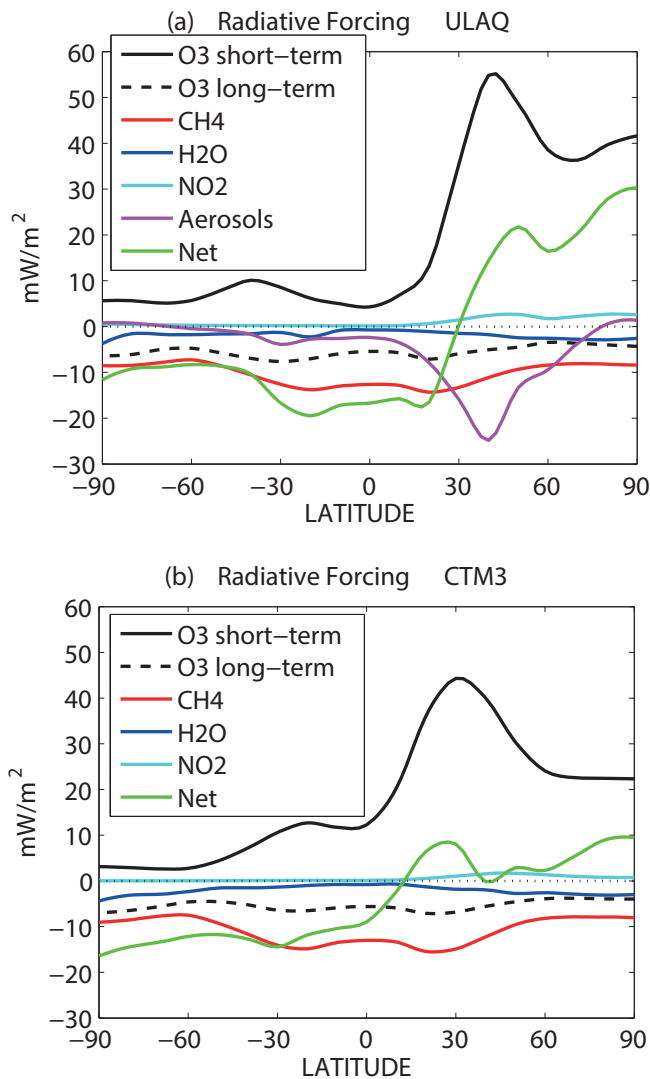 (a) Radiative Forcing ULAQ
60
50
40
30
20
10
0
−10
−20
−30
mW/m²
O3 short−term
O3 long−term
CH4
H2O
NO2
Aerosols
Net
−90 −60 −30 0 30 60 90
LATITUDE
(b) Radiative Forcing CTM3
60
50
40
30
20
10
0
−10
−20
−30
mW/m²
O3 short−term
O3 long−term
CH4
H2O
NO2
Net
−90 −60 −30 0 30 60 90
LATITUDE